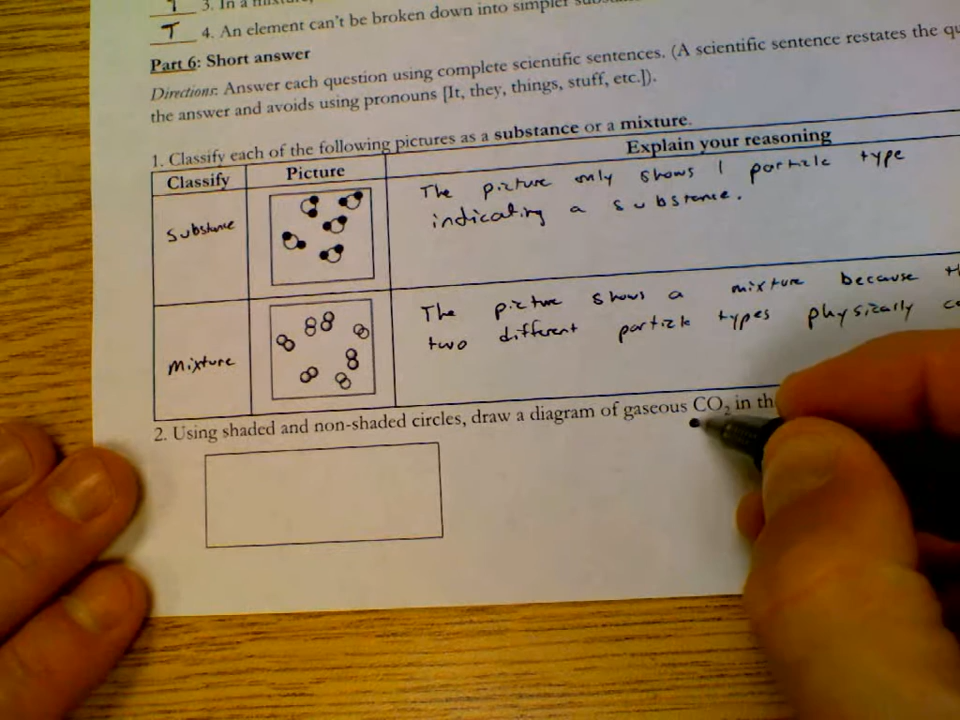 3. In a mixture,
T 4. An element can't be broken down into simpler
Part 6: Short answer
Directions: Answer each question using complete scientific sentences. (A scientific sentence restates the
the answer and avoids using pronouns [It, they, things, stuff, etc.]).
1. Classify each of the following pictures as a substance or a mixture.
Classify Picture Explain your reasoning
Substance The picture only shows 1 particle type
indicating a substance.
Mixture The picture shows a mixture because
two different particle types physically
2. Using shaded and non-shaded circles, draw a diagram of gaseous CO₂ in